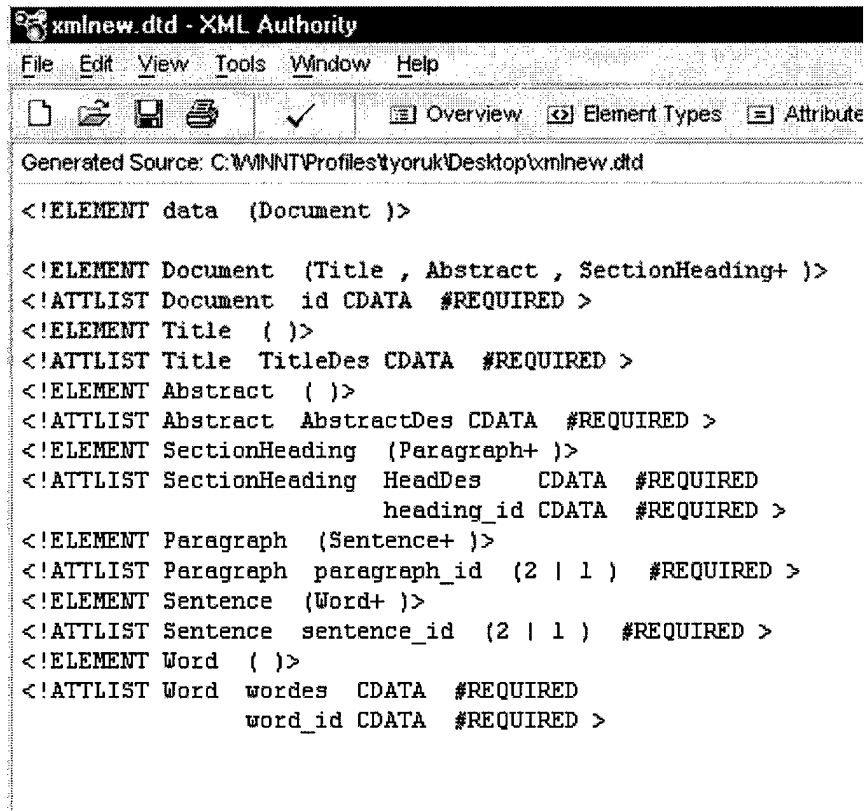 xmlnew.dtd - XML Authority
File Edit View Tools Window Help
Overview Element Types Attribute
Generated Source: C:\WINNT\Profiles\tyoruk\Desktop\xmlnew.dtd
<!ELEMENT data (Document )>
<!ELEMENT Document (Title , Abstract , SectionHeading+ )>
<!ATTLIST Document id CDATA #REQUIRED >
<!ELEMENT Title ( )>
<!ATTLIST Title TitleDes CDATA #REQUIRED >
<!ELEMENT Abstract ( )>
<!ATTLIST Abstract AbstractDes CDATA #REQUIRED >
<!ELEMENT SectionHeading (Paragraph+ )>
<!ATTLIST SectionHeading HeadDes CDATA #REQUIRED
heading_id CDATA #REQUIRED >
<!ELEMENT Paragraph (Sentence+ )>
<!ATTLIST Paragraph paragraph_id (2 | 1 ) #REQUIRED >
<!ELEMENT Sentence (Word+ )>
<!ATTLIST Sentence sentence_id (2 | 1 ) #REQUIRED >
<!ELEMENT Word ( )>
<!ATTLIST Word wordes CDATA #REQUIRED
word_id CDATA #REQUIRED >